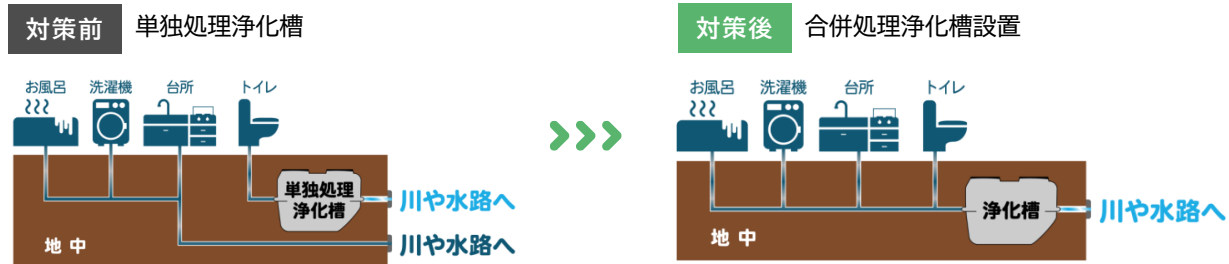 対策前 単独処理浄化槽
お風呂 洗濯機 台所 トイレ
単独処理
浄化槽
川や水路へ
川や水路へ
地中
対策後 合併処理浄化槽設置
お風呂 洗濯機 台所 トイレ
浄化槽
川や水路へ
地中